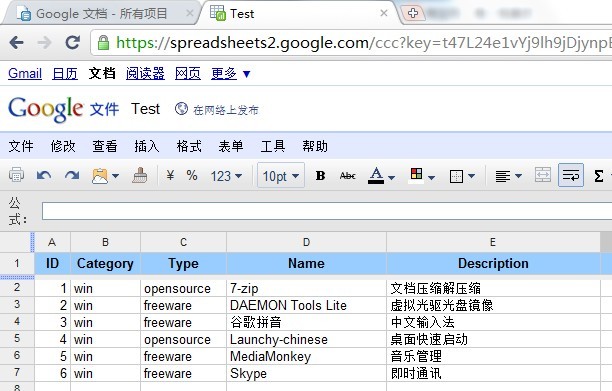 Google 文档 - 所有项目
Test
https://spreadsheets2.google.com/ccc?key=t47L24e1vYj9lh9jDjynpE
Gmail 日历 文档 阅读器 网页 更多 ▼
Google 文件 Test 在网络上发布
文件 修改 查看 插入 格式 表单 工具 帮助
¥ % 123 10pt B Abc A Σ
公式:
A B C D E
1 ID Category Type Name Description
2 1 win opensource 7-zip 文档压缩解压缩
3 2 win freeware DAEMON Tools Lite 虚拟光驱光盘镜像
4 3 win freeware 谷歌拼音 中文输入法
5 4 win opensource Launchy-chinese 桌面快速启动
6 5 win freeware MediaMonkey 音乐管理
7 6 win freeware Skype 即时通讯